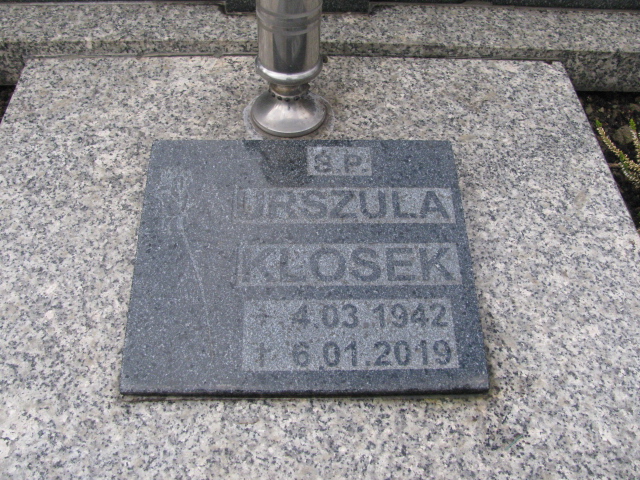 Ś.P.
URSZULA
KŁOSEK
* 4.03.1942
† 6.01.2019